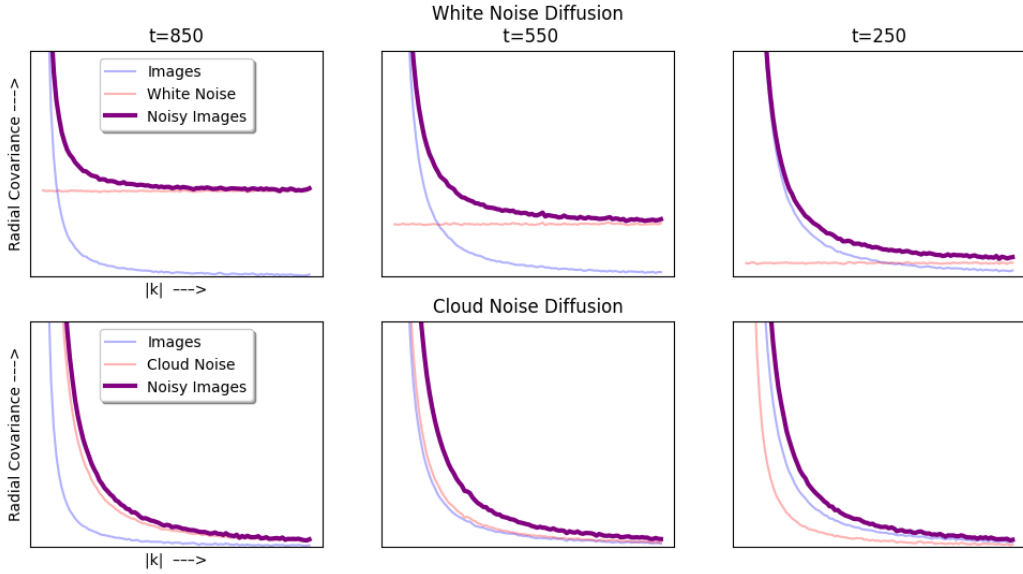 White Noise Diffusion
t=850
t=550
t=250
Images
White Noise
Noisy Images
Radial Covariance --->
|k| --->
Cloud Noise Diffusion
Images
Cloud Noise
Noisy Images
Radial Covariance --->
|k| --->